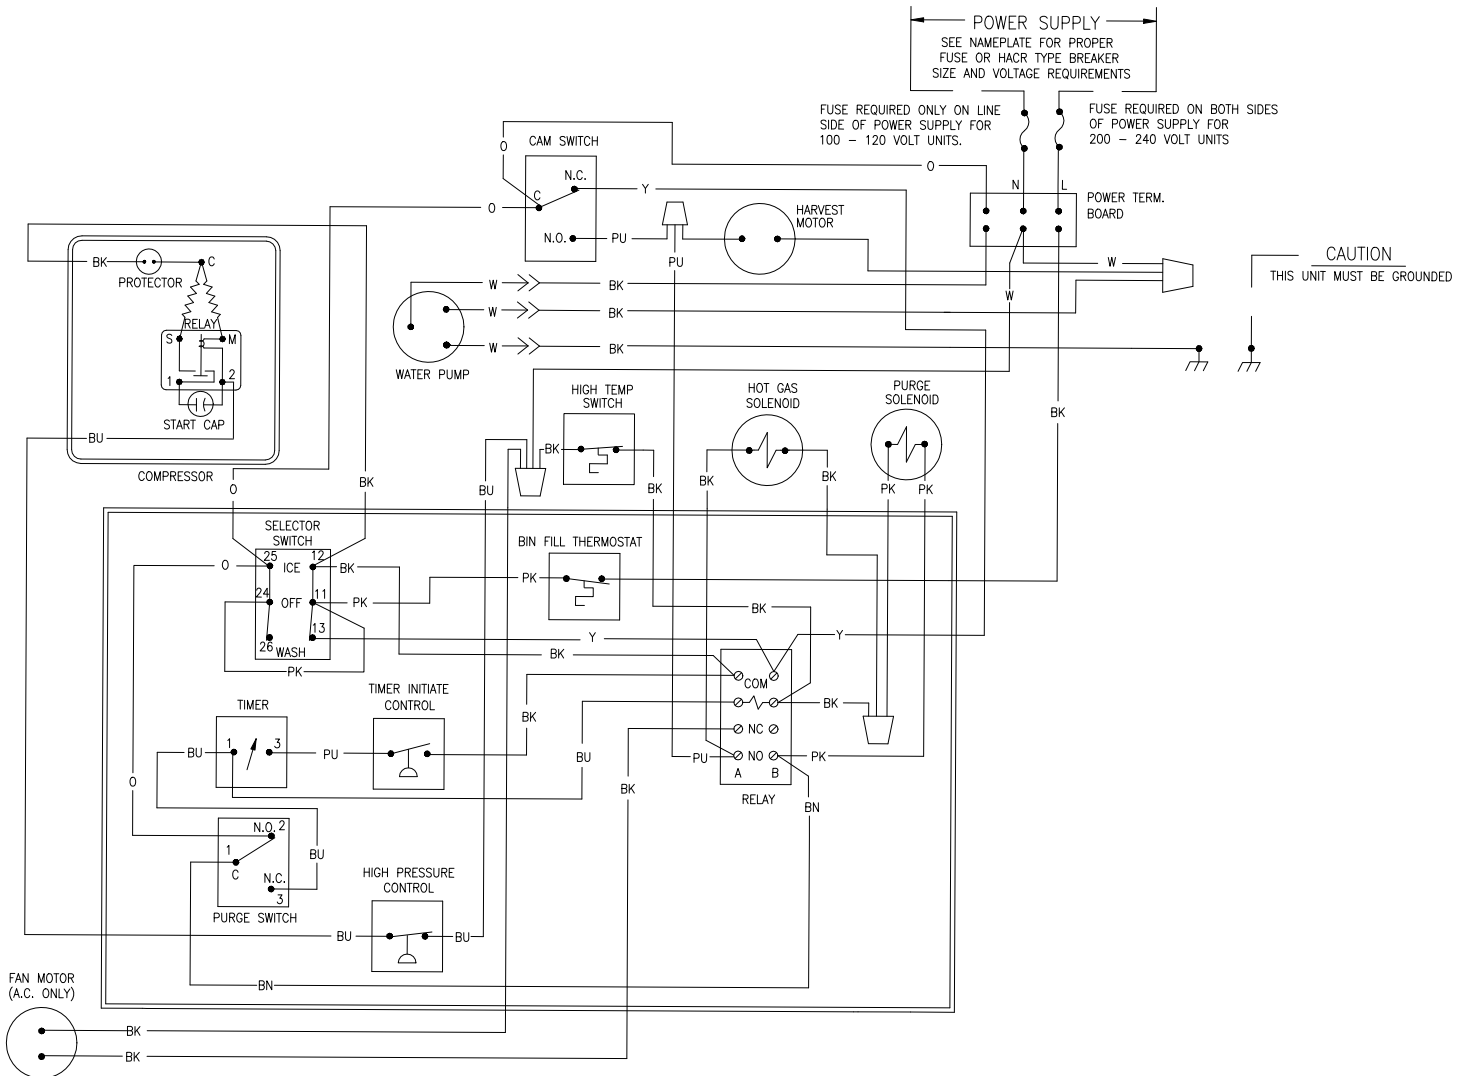 POWER SUPPLY
SEE NAMEPLATE FOR PROPER
FUSE OR HACR TYPE BREAKER
SIZE AND VOLTAGE REQUIREMENTS
FUSE REQUIRED ONLY ON LINE
SIDE OF POWER SUPPLY FOR
100 – 120 VOLT UNITS.
FUSE REQUIRED ON BOTH SIDES
OF POWER SUPPLY FOR
200 – 240 VOLT UNITS
CAM SWITCH
O
O
N.C.
C
Y
N
L
POWER TERM.
BOARD
O
N.O.
PU
PU
HARVEST
MOTOR
CAUTION
THIS UNIT MUST BE GROUNDED
BK
PROTECTOR
C
W
W
BK
W
BK
W
BK
W
WATER PUMP
RELAY
S
M
1
2
START CAP
BU
COMPRESSOR
HIGH TEMP
SWITCH
HOT GAS
SOLENOID
PURGE
SOLENOID
BK
BK
O
BK
BU
BK
BK
BK
PK
PK
SELECTOR
SWITCH
25
12
ICE
BK
O
24
11
OFF
PK
13
26
WASH
PK
BIN FILL THERMOSTAT
PK
BK
Y
Y
BK
COM
BK
NC
PU
NO
PK
A
B
RELAY
BN
TIMER
TIMER INITIATE
CONTROL
BK
BU
1
3
PU
BU
BK
O
N.O.
2
1
C
N.C.
3
BU
PURGE SWITCH
HIGH PRESSURE
CONTROL
BU
BU
BN
FAN MOTOR
(A.C. ONLY)
BK
BK